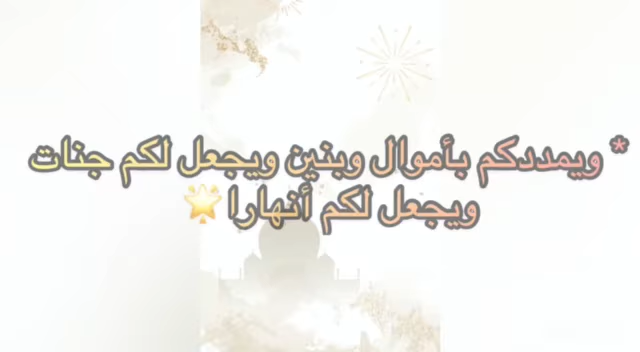 * ويمددكم بأموال وبنين ويجعل لكم جنات
ويجعل لكم أنهارا 🌟